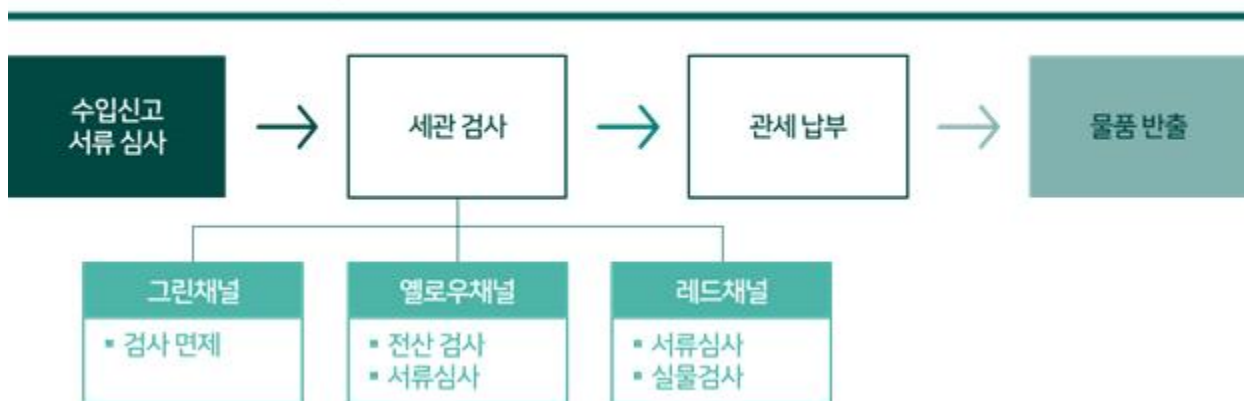 수입신고
서류 심사
세관 검사
관세 납부
물품 반출
그린채널
▪ 검사 면제
옐로우채널
▪ 전산 검사
▪ 서류심사
레드채널
▪ 서류심사
▪ 실물검사